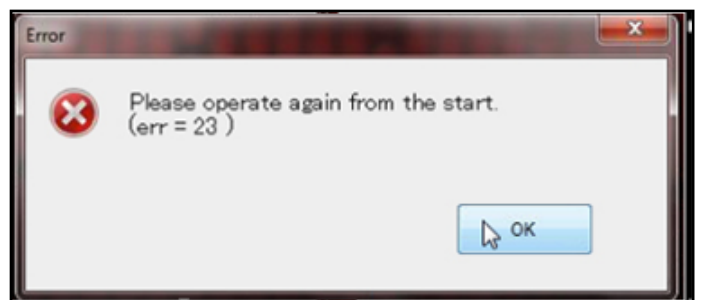 Error
Please operate again from the start.
(err = 23 )
OK